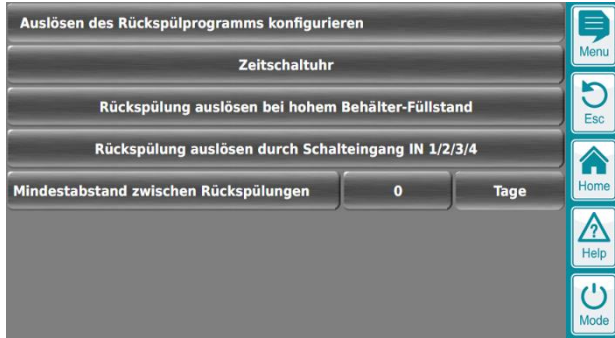 Auslösen des Rückspülprogramms konfigurieren
Zeitschaltuhr
Rückspülung auslösen bei hohem Behälter-Füllstand
Rückspülung auslösen durch Schalteingang IN 1/2/3/4
Mindestabstand zwischen Rückspülungen 0 Tage
Menu
Esc
Home
?
Help
Mode